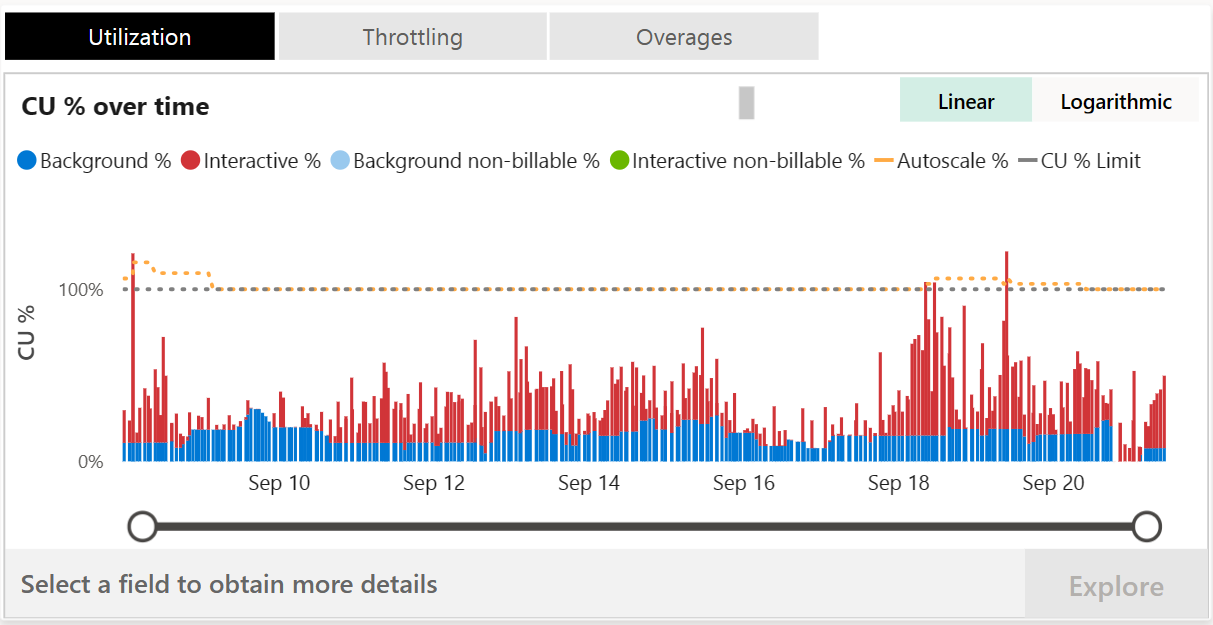 Utilization Throttling Overages
CU % over time
Linear Logarithmic
Background % Interactive % Background non-billable % Interactive non-billable % Autoscale % CU % Limit
100%
CU %
0%
Sep 10 Sep 12 Sep 14 Sep 16 Sep 18 Sep 20
Select a field to obtain more details
Explore